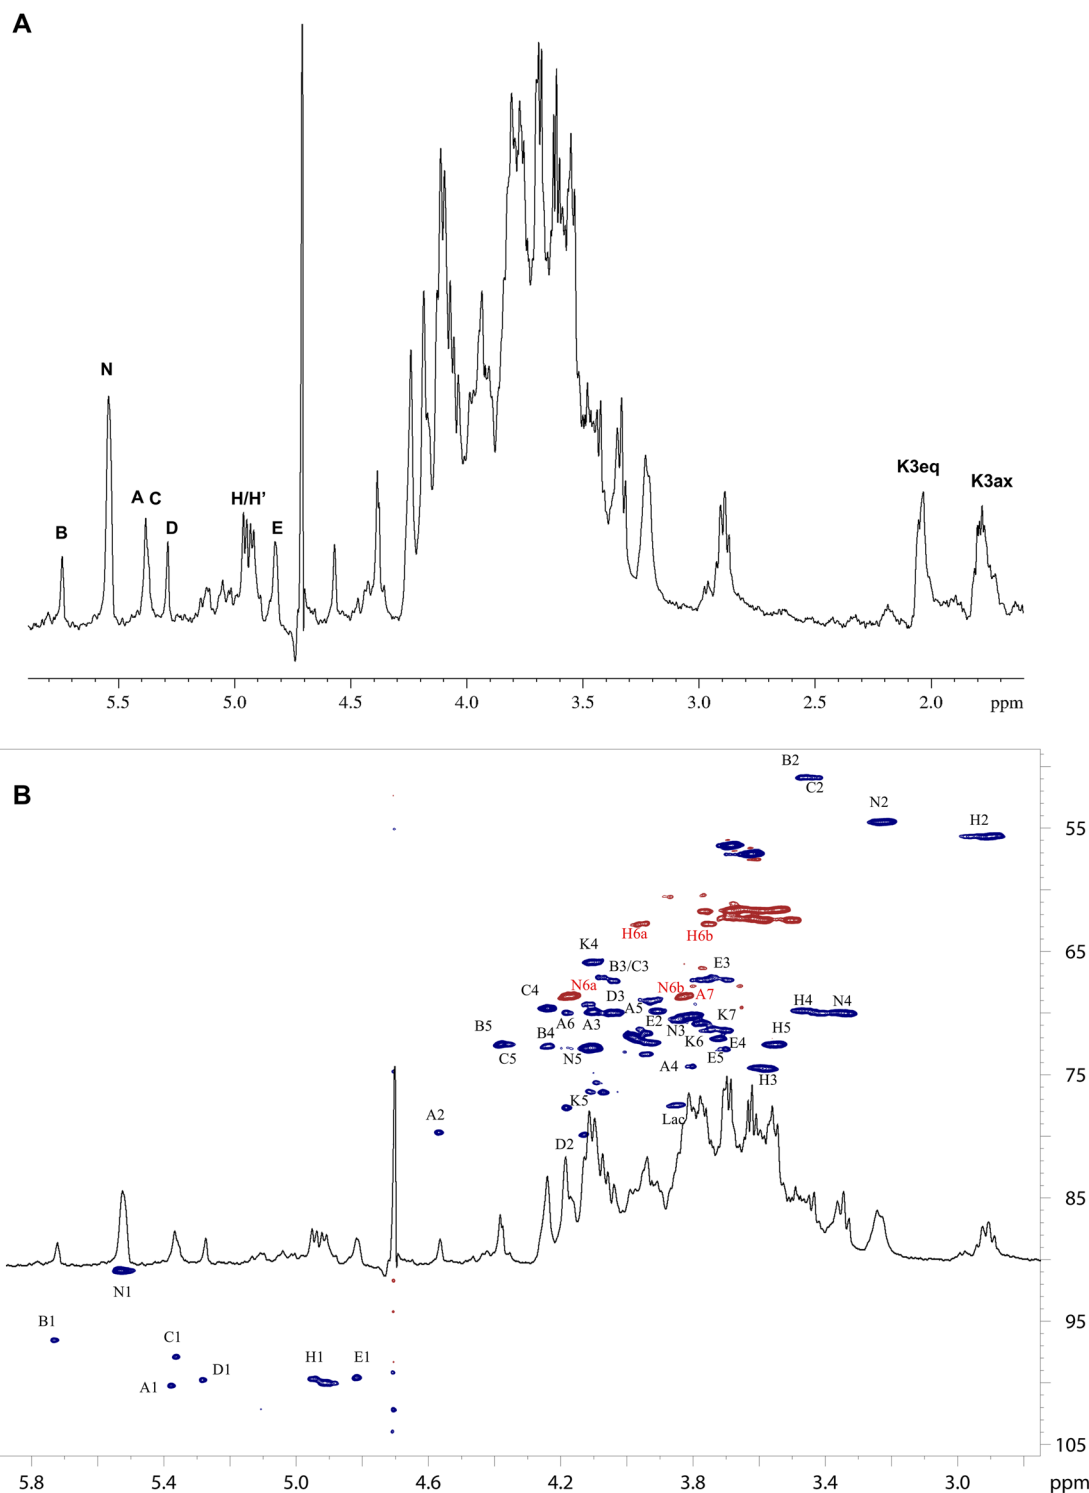 A
N
A C
B
D
H/H’
E
K3eq
K3ax
5.5 5.0 4.5 4.0 3.5 3.0 2.5 2.0 ppm
B
B2
C2
N2
H2
55
H6a
H6b
K4
65
B3/C3
E3
C4
N6a
N6b
A7
D3
A5
H4
N4
B5
B4
A6
A3
E2
N3
K7
K6
H5
C5
N5
A4
E5
E4
H3
75
K5
Lac
A2
D2
85
N1
B1
95
C1
H1
E1
D1
A1
105
5.8 5.4 5.0 4.6 4.2 3.8 3.4 3.0 ppm